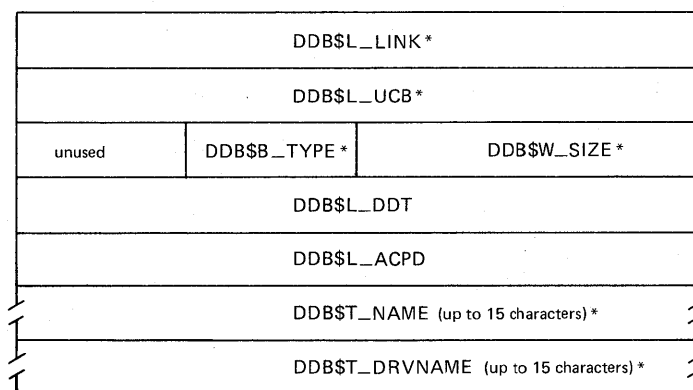 DDB$L_LINK*
DDB$L_UCB*
unused DDB$B_TYPE* DDB$W_SIZE*
DDB$L_DDT
DDB$L_ACPD
DDB$T_NAME (up to 15 characters)*
DDB$T_DRVNAME (up to 15 characters)*